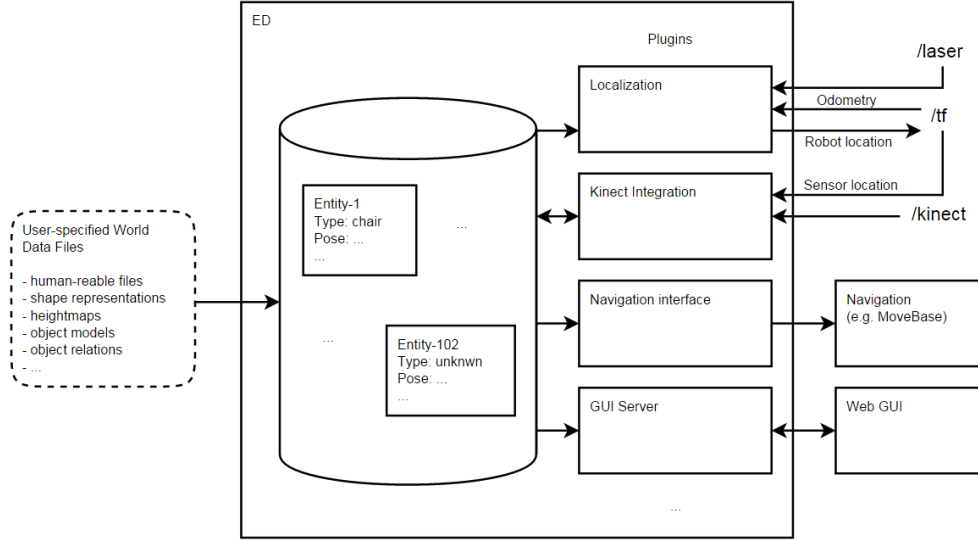 ED
Plugins
/laser
Localization
Odometry
/tf
Robot location
Kinect Integration
Sensor location
/kinect
Entity-1
Type: chair
Pose: ...
...
...
User-specified World
Data Files
- human-reable files
- shape representations
- heightmaps
- object models
- object relations
- ...
Navigation interface
Navigation
(e.g. MoveBase)
...
Entity-102
Type: unknwn
Pose: ...
...
GUI Server
Web GUI
...